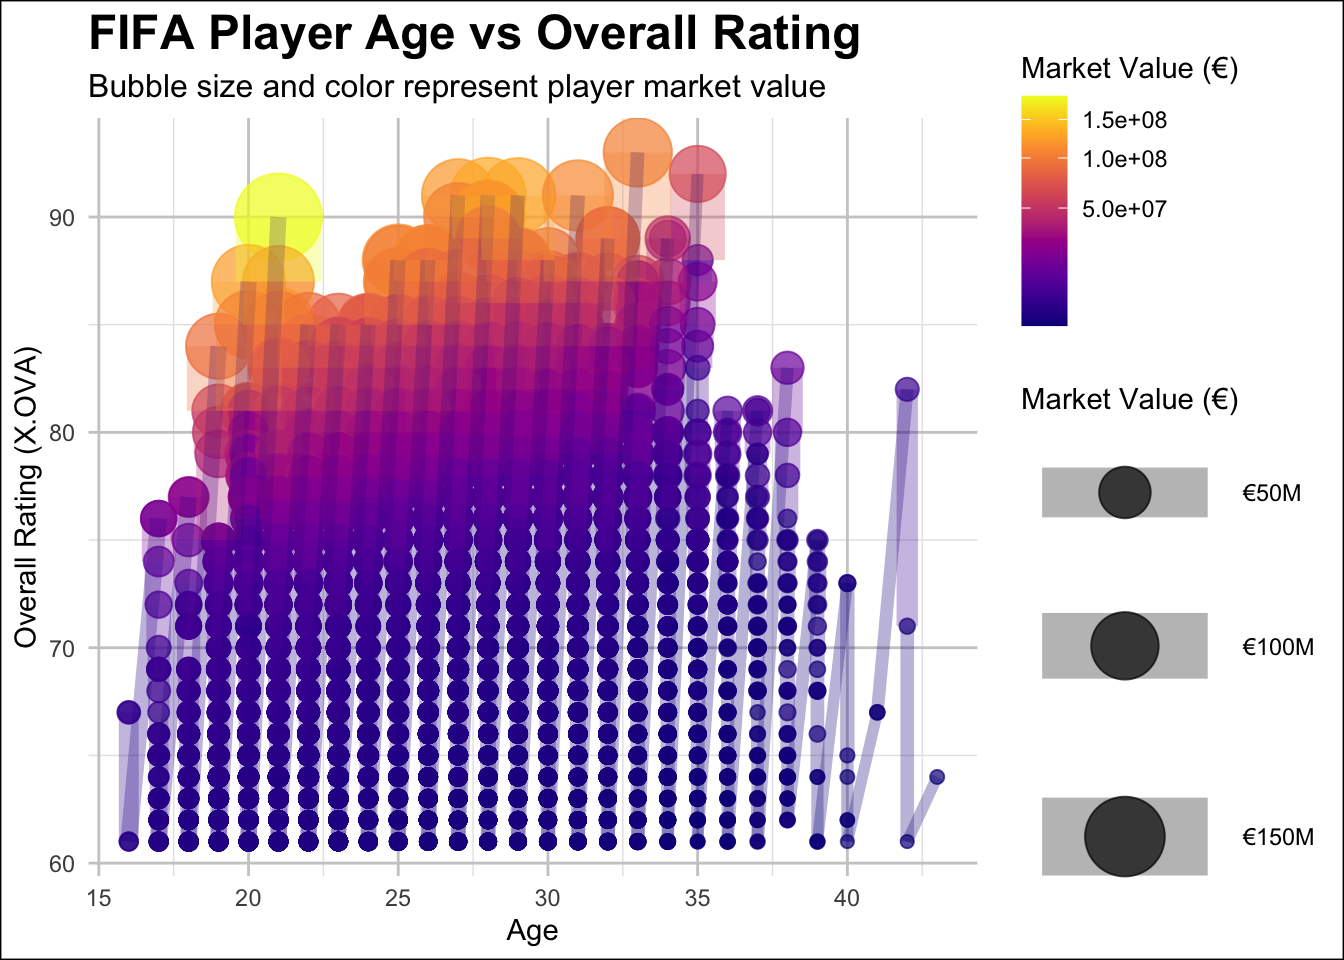 FIFA Player Age vs Overall Rating
Bubble size and color represent player market value
Overall Rating (X.OVA)
90
80
70
60
15 20 25 30 35 40
Age
Market Value (€)
1.5e+08
1.0e+08
5.0e+07
Market Value (€)
€50M
€100M
€150M